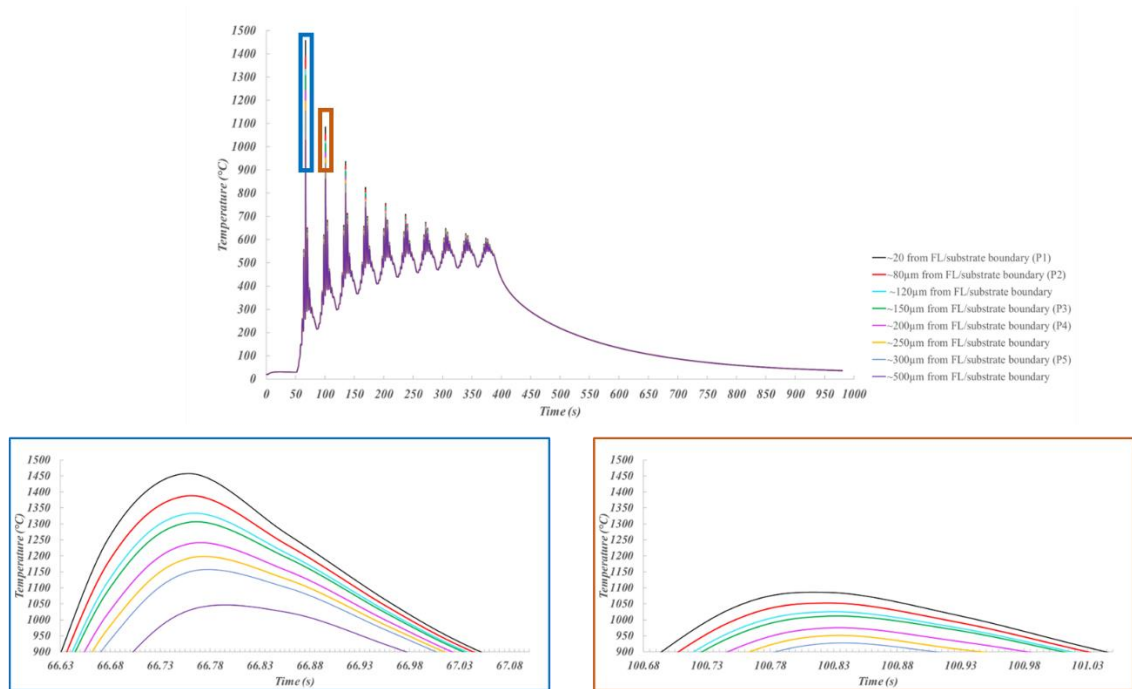 1500
1400
1300
1200
1100
1000
900
800
700
600
500
400
300
200
100
0
Temperature (°C)
0 50 100 150 200 250 300 350 400 450 500 550 600 650 700 750 800 850 900 950 1000
Time (s)
~20 from FL/substrate boundary (P1)
~80µm from FL/substrate boundary (P2)
~120µm from FL/substrate boundary
~150µm from FL/substrate boundary (P3)
~200µm from FL/substrate boundary (P4)
~250µm from FL/substrate boundary
~300µm from FL/substrate boundary (P5)
~500µm from FL/substrate boundary
1500
1450
1400
1350
1300
1250
1200
1150
1100
1050
1000
950
900
Temperature (°C)
66.63 66.68 66.73 66.78 66.83 66.88 66.93 66.98 67.03 67.08
Time (s)
1500
1450
1400
1350
1300
1250
1200
1150
1100
1050
1000
950
900
Temperature (°C)
100.68 100.73 100.78 100.83 100.88 100.93 100.98 101.03
Time (s)